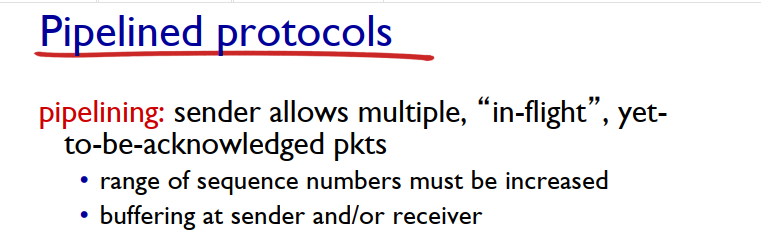 Pipelined protocols
pipelining: sender allows multiple, “in-flight”, yet-
to-be-acknowledged pkts
• range of sequence numbers must be increased
• buffering at sender and/or receiver